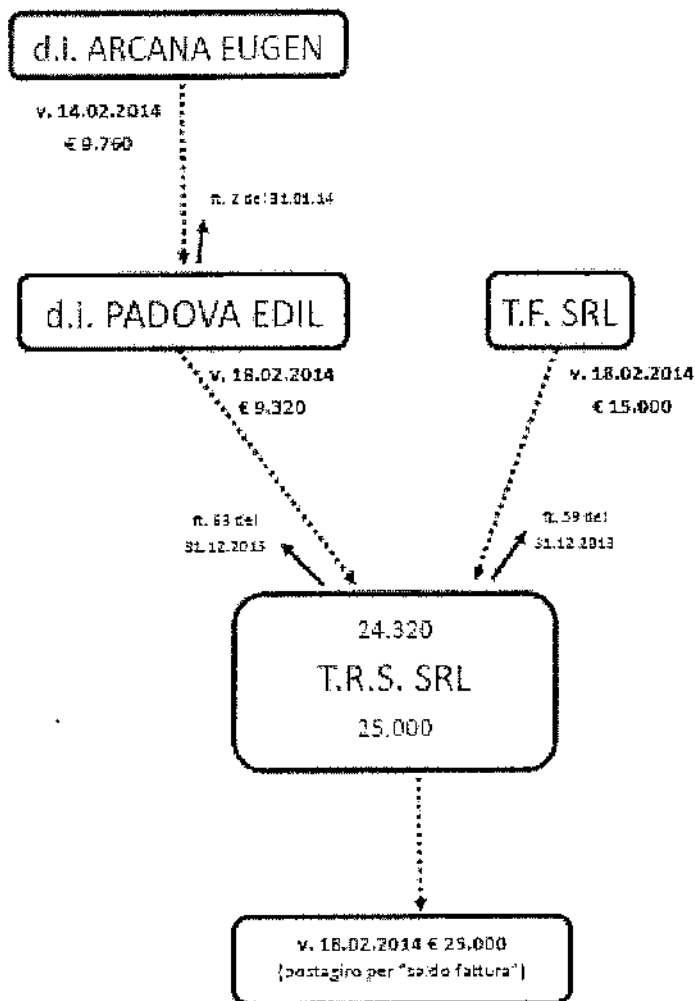 d.i. ARCANA EUGEN
v. 14.02.2014
€ 9.760
ft. 2 del 31.01.14
d.i. PADOVA EDIL
T.F. SRL
v. 18.02.2014
€ 9.320
v. 18.02.2014
€ 15.000
ft. 63 del
31.12.2013
ft. 59 del
31.12.2013
24.320
T.R.S. SRL
25.000
v. 18.02.2014 € 25.000
(postagiro per "saldo fattura")